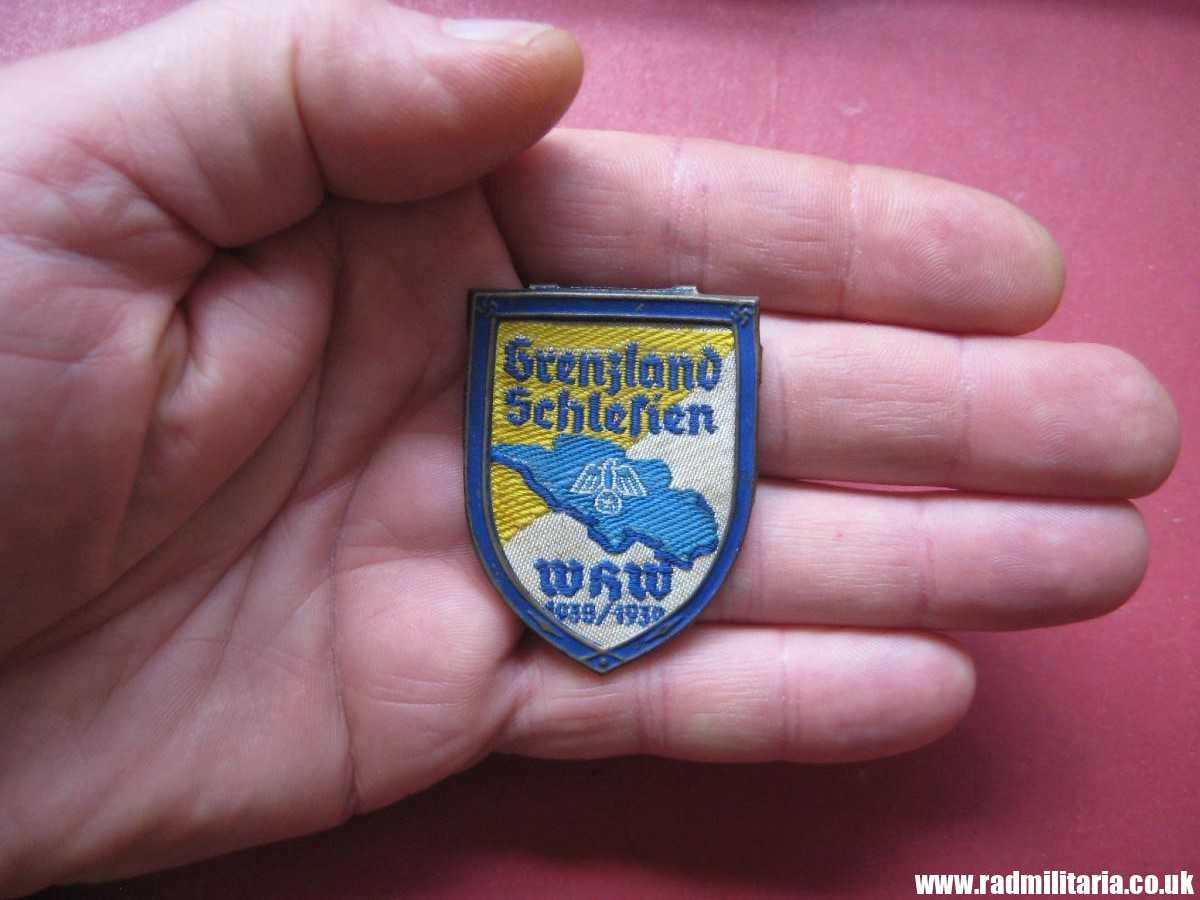 Grenzland
Schlesien
WHW
1938/1939
www.radmilitaria.co.uk